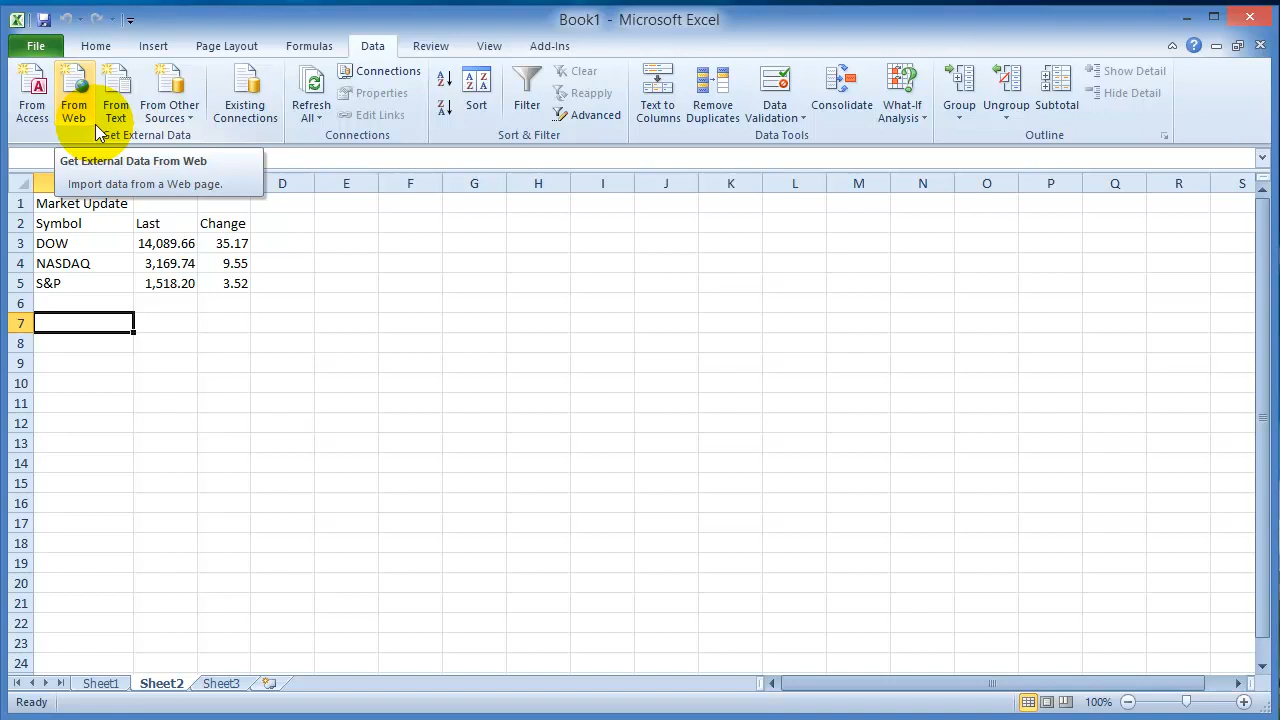 Book1 - Microsoft Excel
File Home Insert Page Layout Formulas Data Review View Add-Ins
From Access
From Web
From Text
From Other Sources
Existing Connections
Get External Data
Refresh All
Connections
Properties
Edit Links
Connections
Sort
Filter
Clear
Reapply
Advanced
Sort & Filter
Text to Columns
Remove Duplicates
Data Validation
Consolidate
What-If Analysis
Data Tools
Group
Ungroup
Subtotal
Show Detail
Hide Detail
Outline
Get External Data From Web
Import data from a Web page.
D E F G H I J K L M N O P Q R S
1 Market Update
2 Symbol Last Change
3 DOW 14,089.66 35.17
4 NASDAQ 3,169.74 9.55
5 S&P 1,518.20 3.52
6
7
8
9
10
11
12
13
14
15
16
17
18
19
20
21
22
23
24
Sheet1 Sheet2 Sheet3
Ready 100%